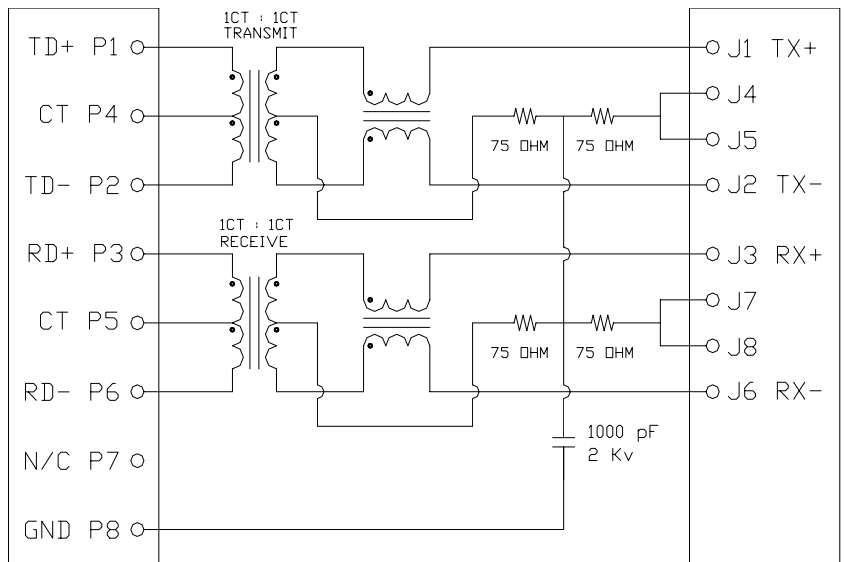 1CT : 1CT
TRANSMIT
TD+ P1
J1 TX+
J4
CT P4
75 OHM
75 OHM
J5
TD- P2
J2 TX-
1CT : 1CT
RECEIVE
RD+ P3
J3 RX+
J7
CT P5
75 OHM
75 OHM
J8
RD- P6
J6 RX-
1000 pF
2 Kv
N/C P7
GND P8